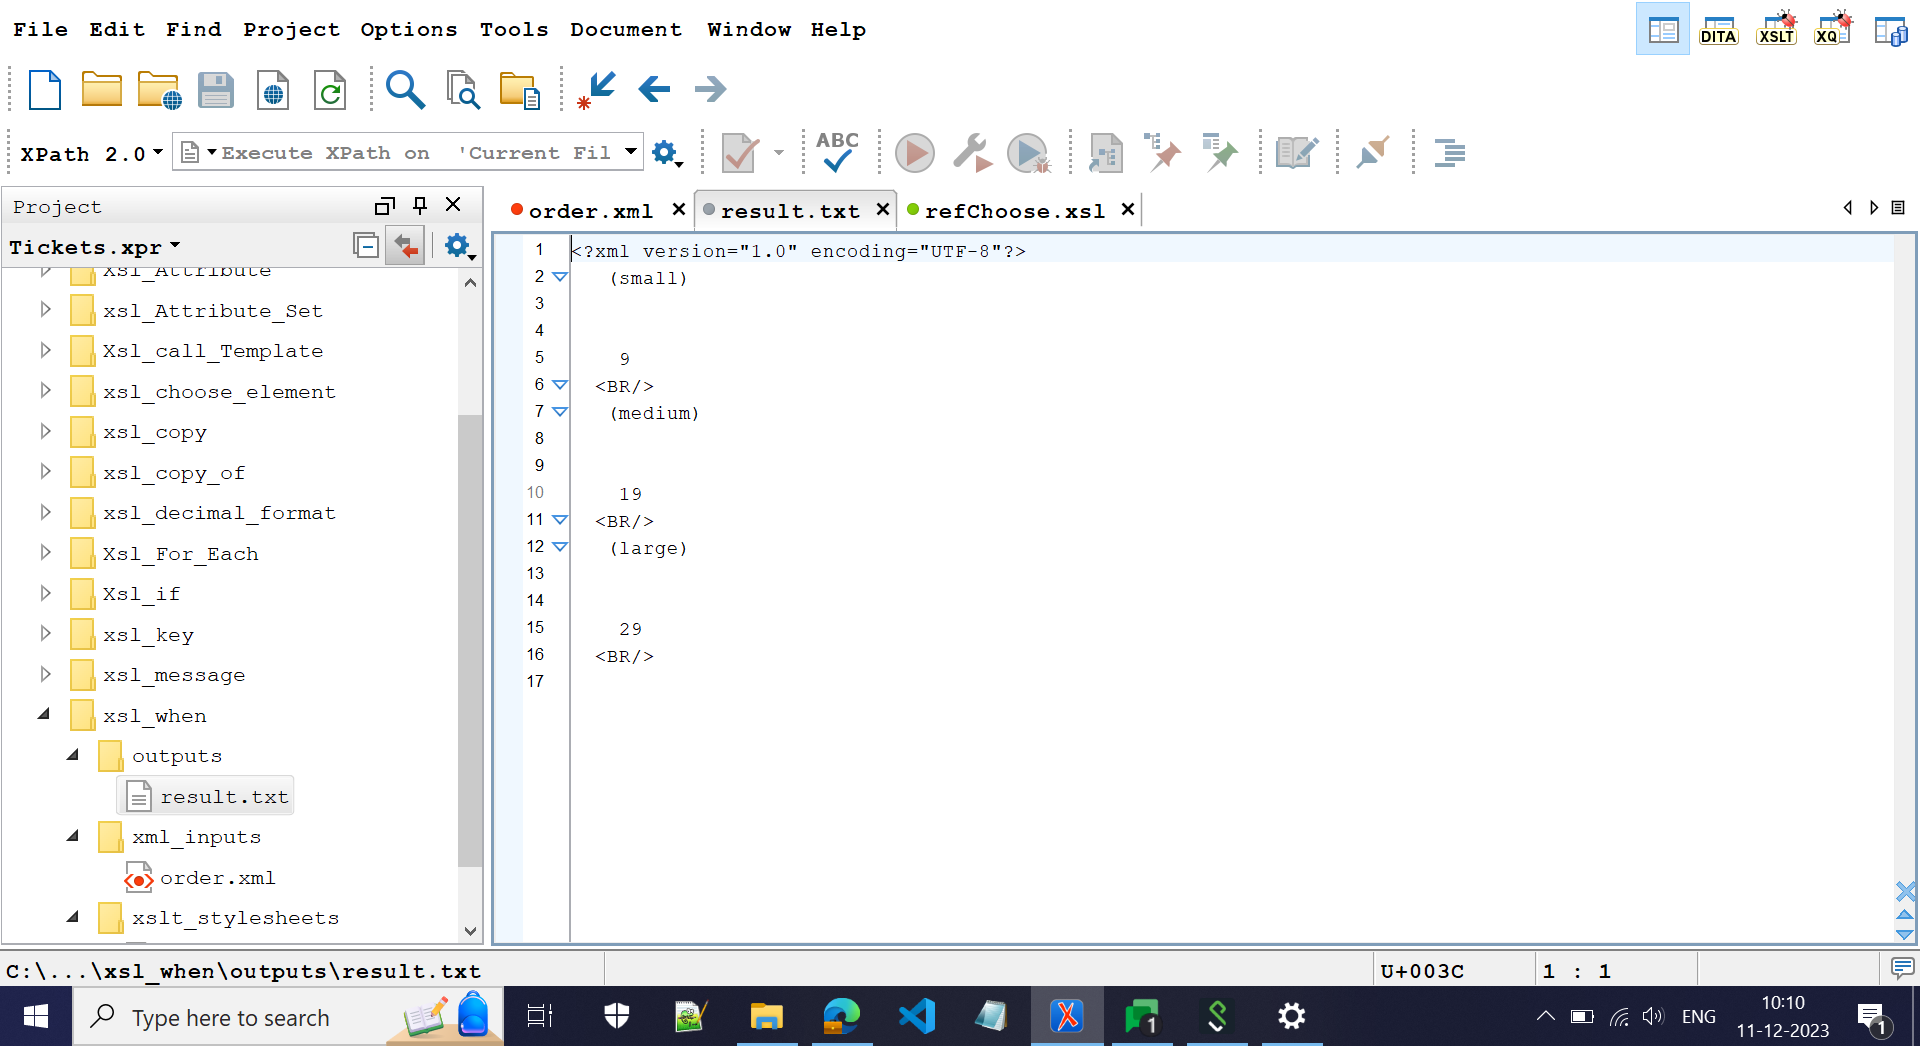 File Edit Find Project Options Tools Document Window Help
DITA XSLT XQ
XPath 2.0 Execute XPath on 'Current Fil
ABC
Project
Tickets.xpr
xsl_Attribute
xsl_Attribute_Set
Xsl_call_Template
xsl_choose_element
xsl_copy
xsl_copy_of
xsl_decimal_format
Xsl_For_Each
Xsl_if
xsl_key
xsl_message
xsl_when
outputs
result.txt
xml_inputs
order.xml
xslt_stylesheets
order.xml result.txt refChoose.xsl
1 <?xml version="1.0" encoding="UTF-8"?>
2 (small)
3
4
5 9
6 <BR/>
7 (medium)
8
9
10 19
11 <BR/>
12 (large)
13
14
15 29
16 <BR/>
17
C:\...\xsl_when\outputs\result.txt U+003C 1 : 1
Type here to search
1
ENG
10:10
11-12-2023
1